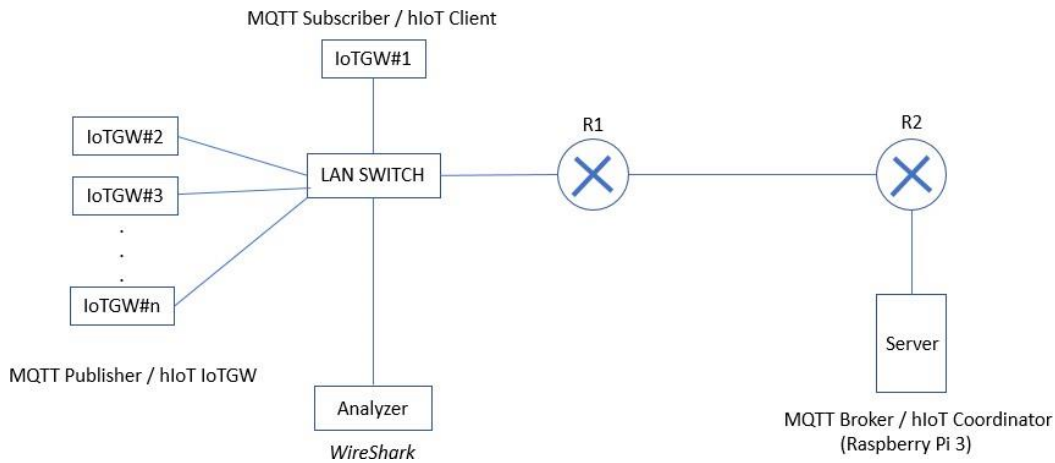 MQTT Subscriber / hIoT Client
IoTGW#1
R1
R2
IoTGW#2
LAN SWITCH
IoTGW#3
.
.
.
IoTGW#n
Server
MQTT Publisher / hIoT IoTGW
Analyzer
WireShark
MQTT Broker / hIoT Coordinator
(Raspberry Pi 3)